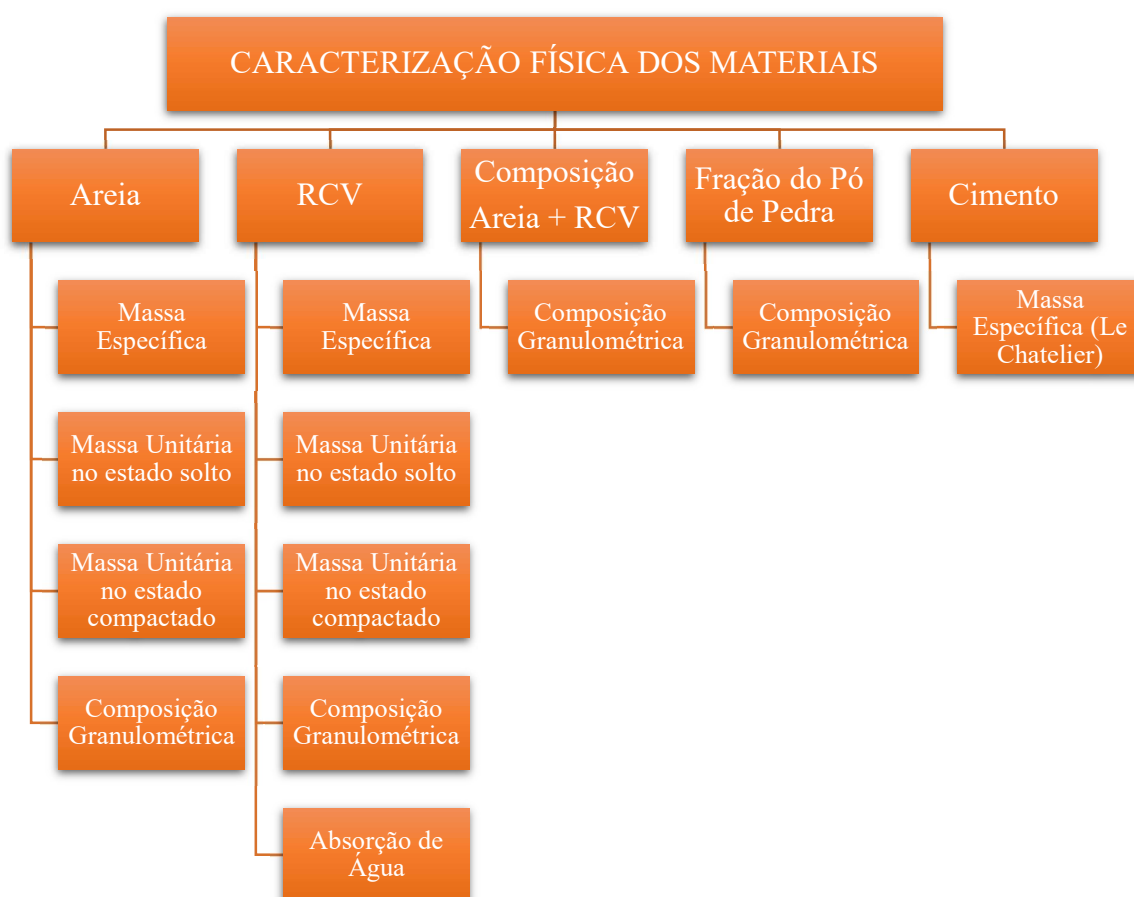 CARACTERIZAÇÃO FÍSICA DOS MATERIAIS
Areia
Massa
Específica
Massa Unitária
no estado solto
Massa Unitária
no estado
compactado
Composição
Granulométrica
RCV
Massa
Específica
Massa Unitária
no estado solto
Massa Unitária
no estado
compactado
Composição
Granulométrica
Absorção de
Água
Composição
Areia + RCV
Composição
Granulométrica
Fração do Pó
de Pedra
Composição
Granulométrica
Cimento
Massa
Específica (Le
Chatelier)